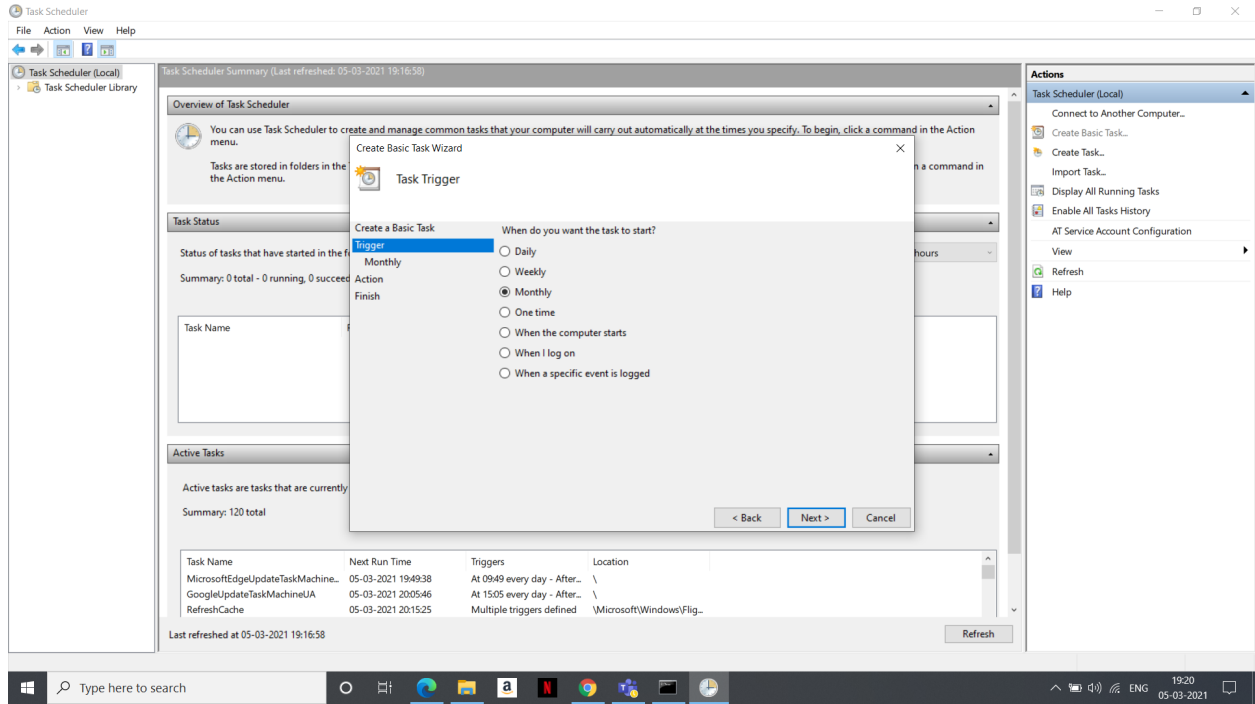 Task Scheduler
File Action View Help
Task Scheduler (Local)
Task Scheduler Library
Task Scheduler Summary (Last refreshed: 05-03-2021 19:16:58)
Overview of Task Scheduler
You can use Task Scheduler to create and manage common tasks that your computer will carry out automatically at the times you specify. To begin, click a command in the Action
menu.
Tasks are stored in folders in the
n a command in
the Action menu.
Task Status
Status of tasks that have started in the
hours
Summary: 0 total - 0 running, 0 succeed
Task Name
Create Basic Task Wizard
Task Trigger
Create a Basic Task
Trigger
Monthly
Action
Finish
When do you want the task to start?
Daily
Weekly
Monthly
One time
When the computer starts
When I log on
When a specific event is logged
< Back Next > Cancel
Active Tasks
Active tasks are tasks that are currently
Summary: 120 total
Task Name Next Run Time Triggers Location
MicrosoftEdgeUpdateTaskMachine... 05-03-2021 19:49:38 At 09:49 every day - After... \
GoogleUpdateTaskMachineUA 05-03-2021 20:05:46 At 15:05 every day - After... \
RefreshCache 05-03-2021 20:15:25 Multiple triggers defined \Microsoft\Windows\Flig...
Last refreshed at 05-03-2021 19:16:58
Refresh
Actions
Task Scheduler (Local)
Connect to Another Computer...
Create Basic Task...
Create Task...
Import Task...
Display All Running Tasks
Enable All Tasks History
AT Service Account Configuration
View
Refresh
Help
Type here to search
a
N
ENG
19:20
05-03-2021